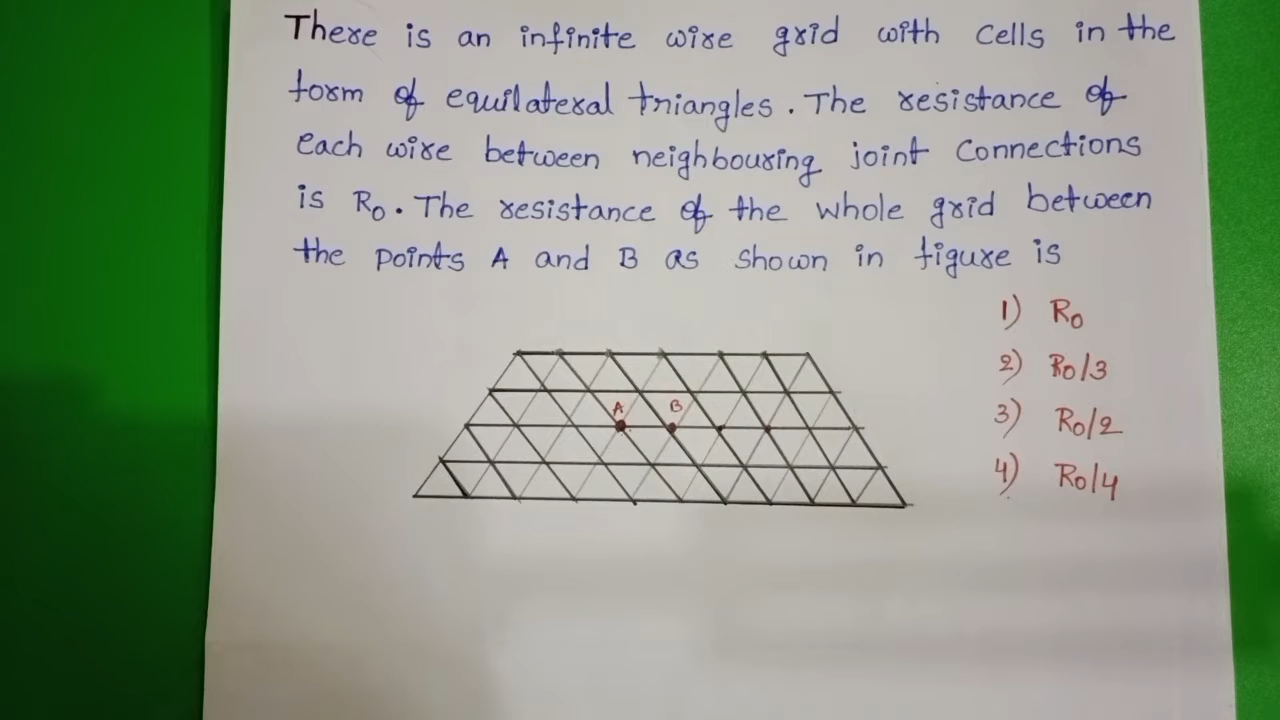 There is an infinite wire grid with cells in the
form of equilateral triangles. The resistance of
each wire between neighbouring joint connections
is R₀. The resistance of the whole grid between
the points A and B as shown in figure is
1) R₀
2) R₀/3
3) R₀/2
4) R₀/4
A B